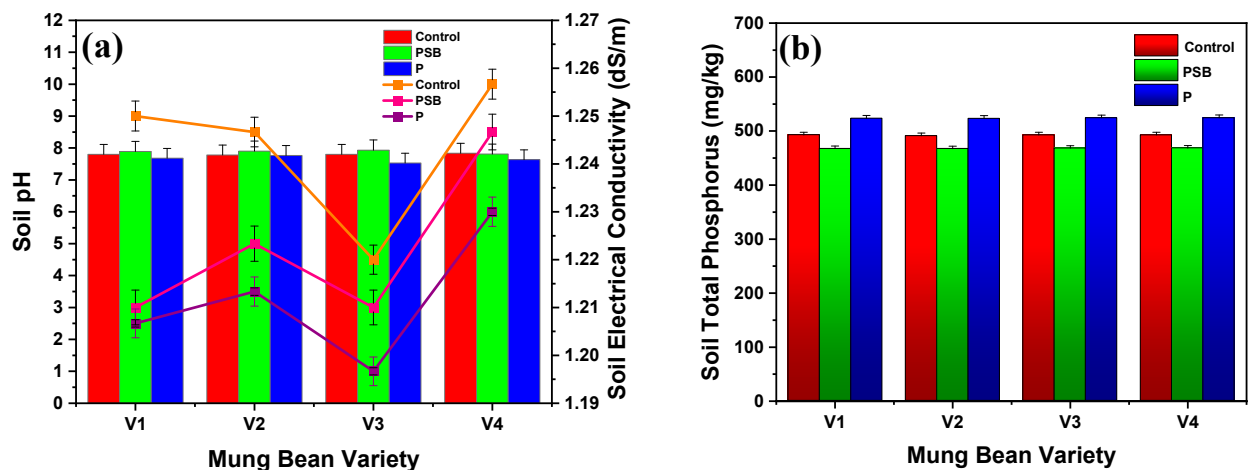 (a)
Soil pH
12
11
10
9
8
7
6
5
4
3
2
1
0
Control
PSB
P
Control
PSB
P
1.27
1.26
1.25
1.24
1.23
1.22
1.21
1.20
1.19
Soil Electrical Conductivity (dS/m)
V1 V2 V3 V4
Mung Bean Variety
(b)
Soil Total Phosphorus (mg/kg)
700
600
500
400
300
200
100
0
Control
PSB
P
V1 V2 V3 V4
Mung Bean Variety